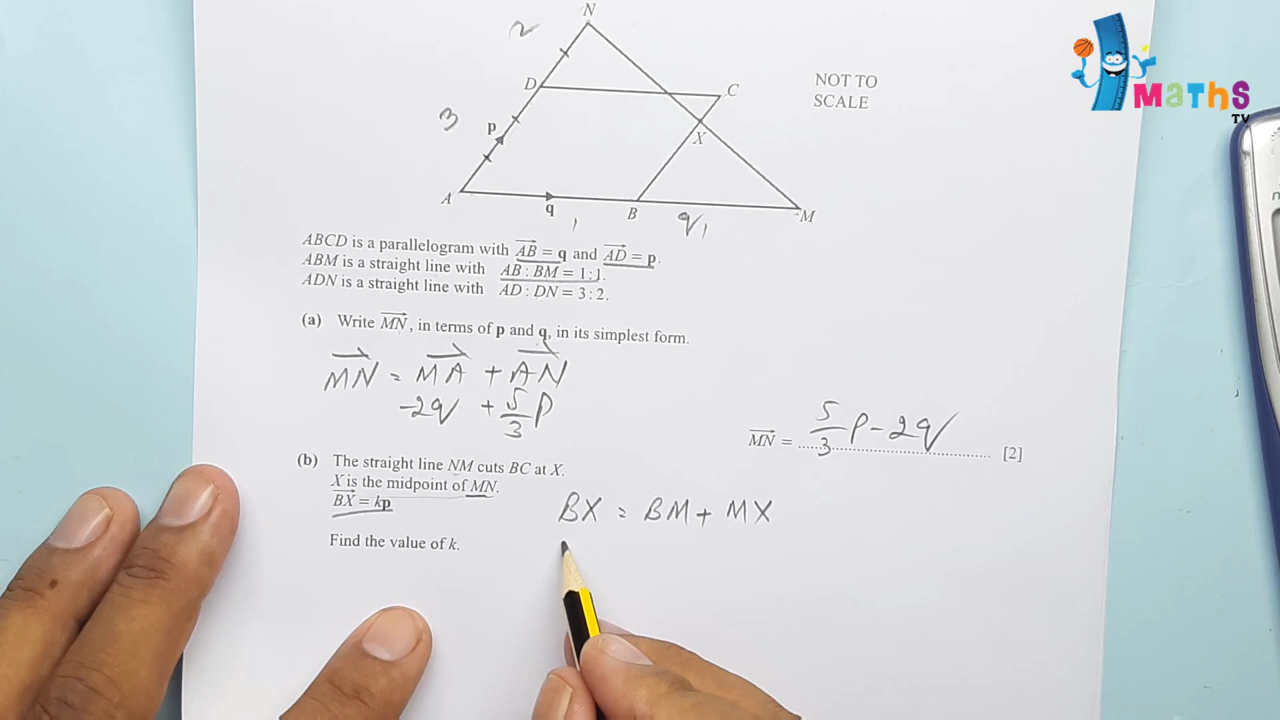 N
2
D
C
3
p
X
A
q
B
M
1
q
1
NOT TO
SCALE
MATHS
TV
ABCD is a parallelogram with AB = q and AD = p.
ABM is a straight line with AB : BM = 1 : 1.
ADN is a straight line with AD : DN = 3 : 2.
(a) Write MN, in terms of p and q, in its simplest form.
MN = MA + AN
-2q + 5/3 p
MN = 5/3 p - 2q [2]
(b) The straight line NM cuts BC at X.
X is the midpoint of MN.
BX = kp
BX = BM + MX
Find the value of k.